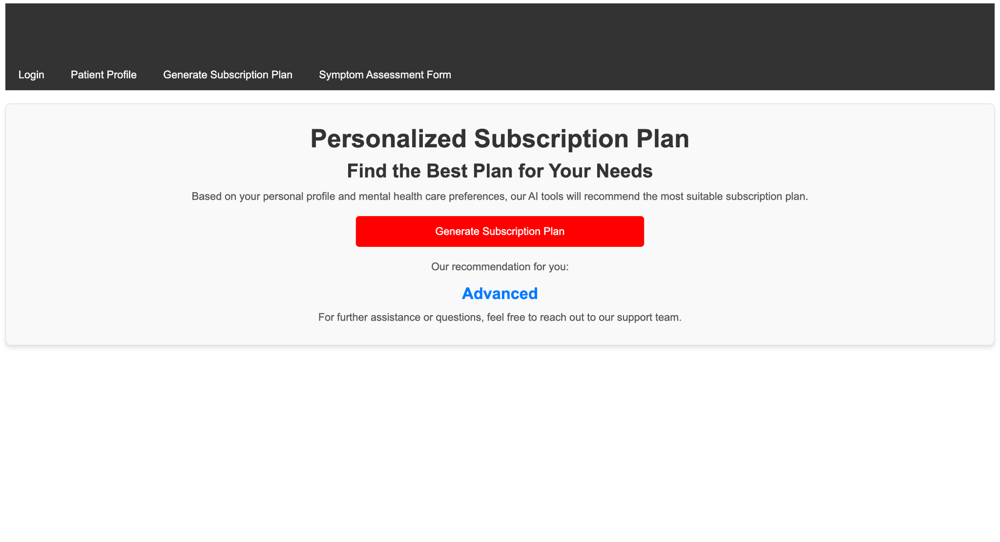 Login Patient Profile Generate Subscription Plan Symptom Assessment Form
Personalized Subscription Plan
Find the Best Plan for Your Needs
Based on your personal profile and mental health care preferences, our AI tools will recommend the most suitable subscription plan.
Generate Subscription Plan
Our recommendation for you:
Advanced
For further assistance or questions, feel free to reach out to our support team.